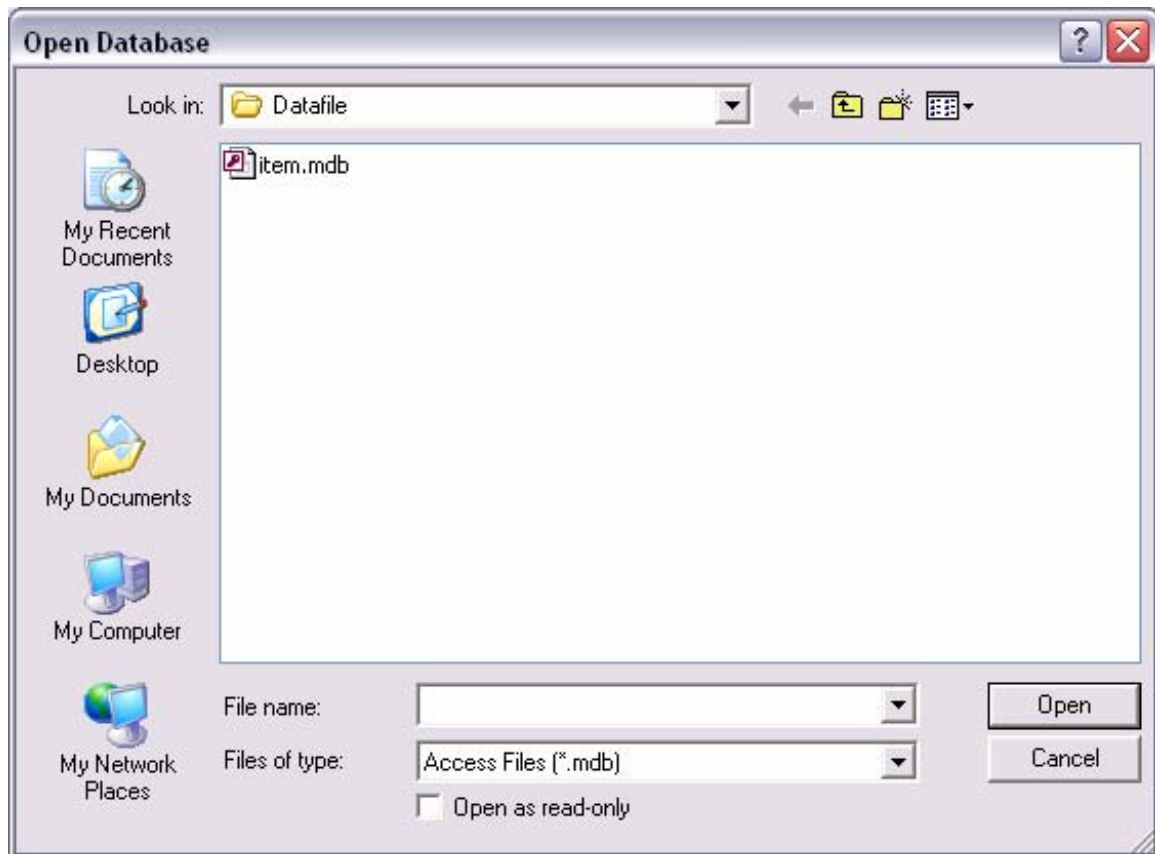 Open Database
Look in:
Datafile
item.mdb
My Recent
Documents
Desktop
My Documents
My Computer
My Network
Places
File name:
Open
Files of type:
Access Files (*.mdb)
Cancel
Open as read-only